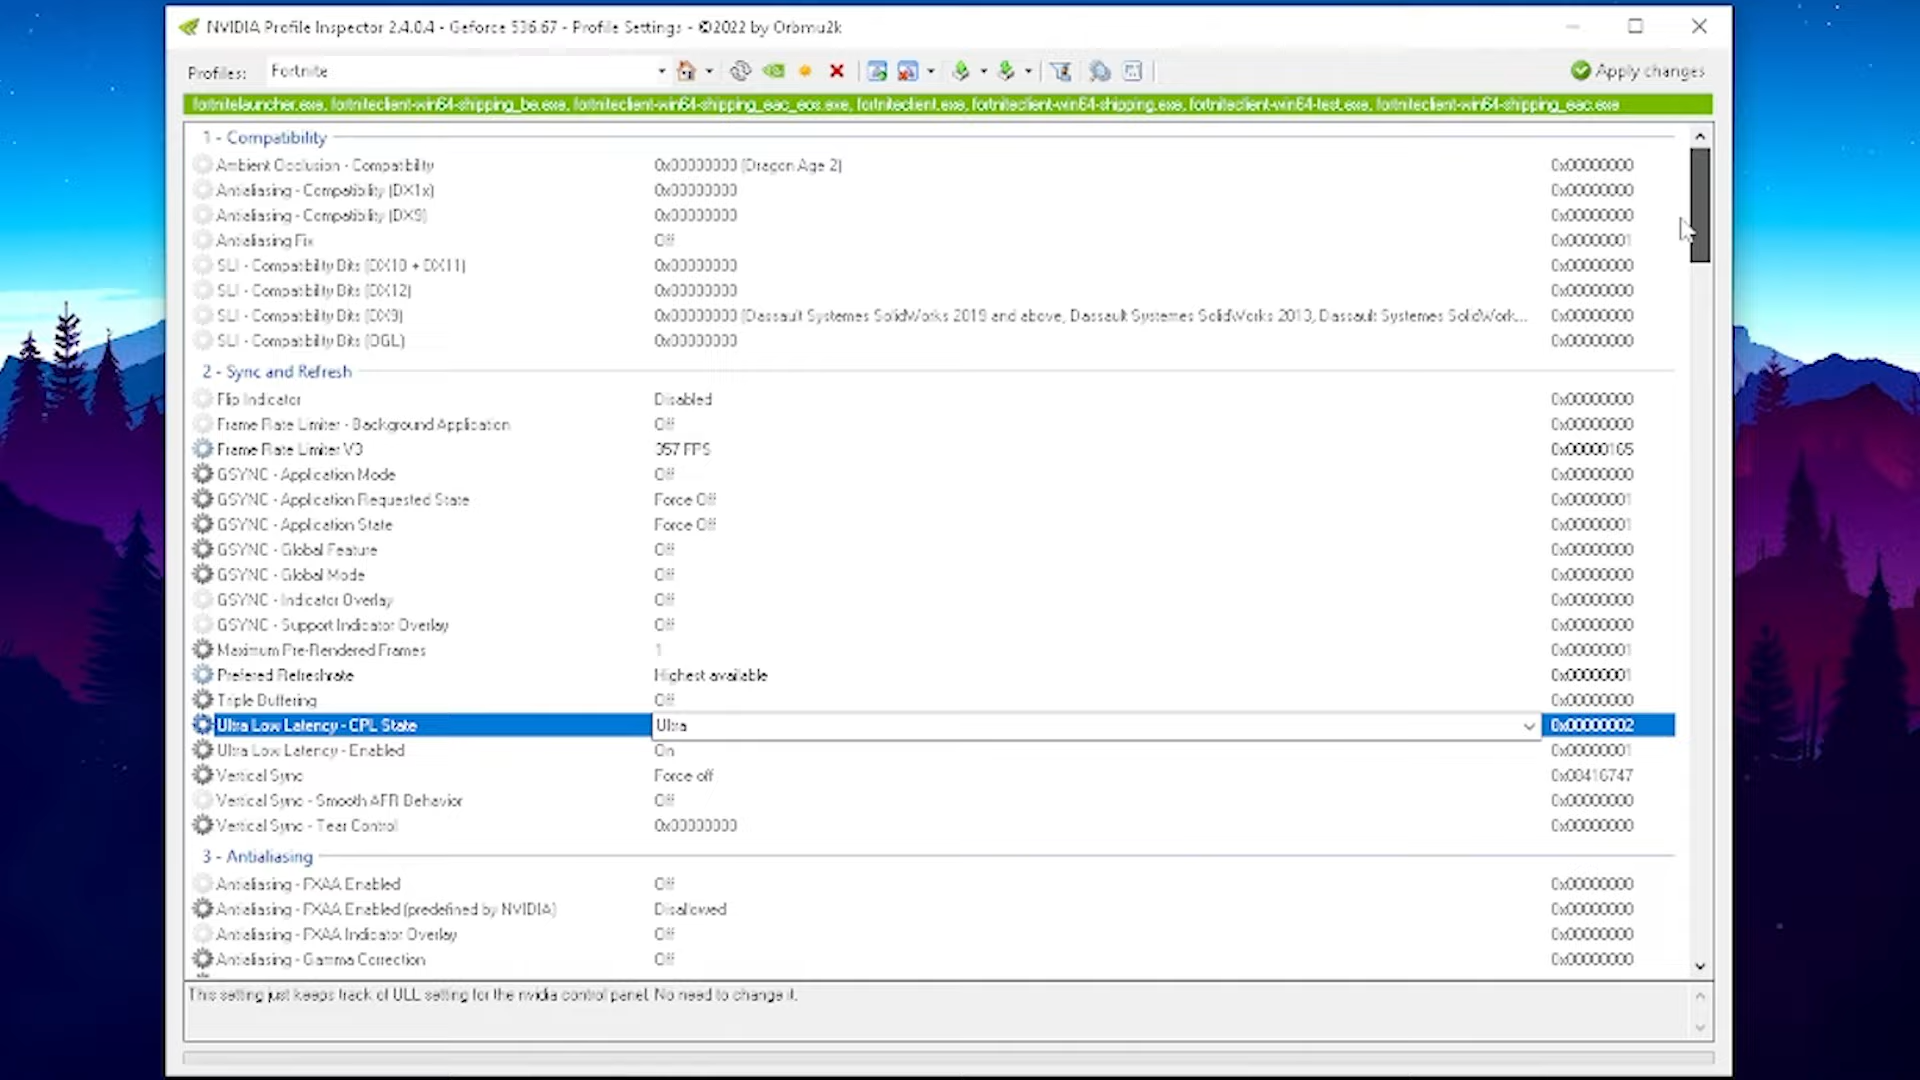 NVIDIA Profile Inspector 2.4.0.4 - Geforce 536.67 - Profile Settings - ©2022 by Orbmu2k
Profiles: Fortnite Apply changes
fortnitelauncher.exe, fortniteclient-win64-shipping_be.exe, fortniteclient-win64-shipping_eac_eos.exe, fortniteclient.exe, fortniteclient-win64-shipping.exe, fortniteclient-win64-test.exe, fortniteclient-win64-shipping_eac.exe
1 - Compatibility
Ambient Occlusion - Compatibility 0x00000000 (Dragon Age 2) 0x00000000
Antialiasing - Compatibility (DX1x) 0x00000000 0x00000000
Antialiasing - Compatibility (DX9) 0x00000000 0x00000000
Antialiasing Fix Off 0x00000001
SLI - Compatibility Bits (DX10 + DX11) 0x00000000 0x00000000
SLI - Compatibility Bits (DX12) 0x00000000 0x00000000
SLI - Compatibility Bits (DX9) 0x00000000 (Dassault Systemes SolidWorks 2019 and above, Dassault Systemes SolidWorks 2013, Dassault Systemes SolidWork... 0x00000000
SLI - Compatibility Bits (OGL) 0x00000000 0x00000000
2 - Sync and Refresh
Flip Indicator Disabled 0x00000000
Frame Rate Limiter - Background Application Off 0x00000000
Frame Rate Limiter V3 357 FPS 0x00000165
GSYNC - Application Mode Off 0x00000000
GSYNC - Application Requested State Force Off 0x00000001
GSYNC - Application State Force Off 0x00000001
GSYNC - Global Feature Off 0x00000000
GSYNC - Global Mode Off 0x00000000
GSYNC - Indicator Overlay Off 0x00000000
GSYNC - Support Indicator Overlay Off 0x00000000
Maximum Pre-Rendered Frames 1 0x00000001
Prefered Refreshrate Highest available 0x00000001
Triple Buffering Off 0x00000000
Ultra Low Latency - CPL State Ultra 0x00000002
Ultra Low Latency - Enabled On 0x00000001
Vertical Sync Force off 0x08416747
Vertical Sync - Smooth AFR Behavior Off 0x00000000
Vertical Sync - Tear Control 0x00000000 0x00000000
3 - Antialiasing
Antialiasing - FXAA Enabled Off 0x00000000
Antialiasing - FXAA Enabled (predefined by NVIDIA) Disallowed 0x00000000
Antialiasing - FXAA Indicator Overlay Off 0x00000000
Antialiasing - Gamma Correction Off 0x00000000
This setting just keeps track of ULL setting for the nvidia control panel. No need to change it.